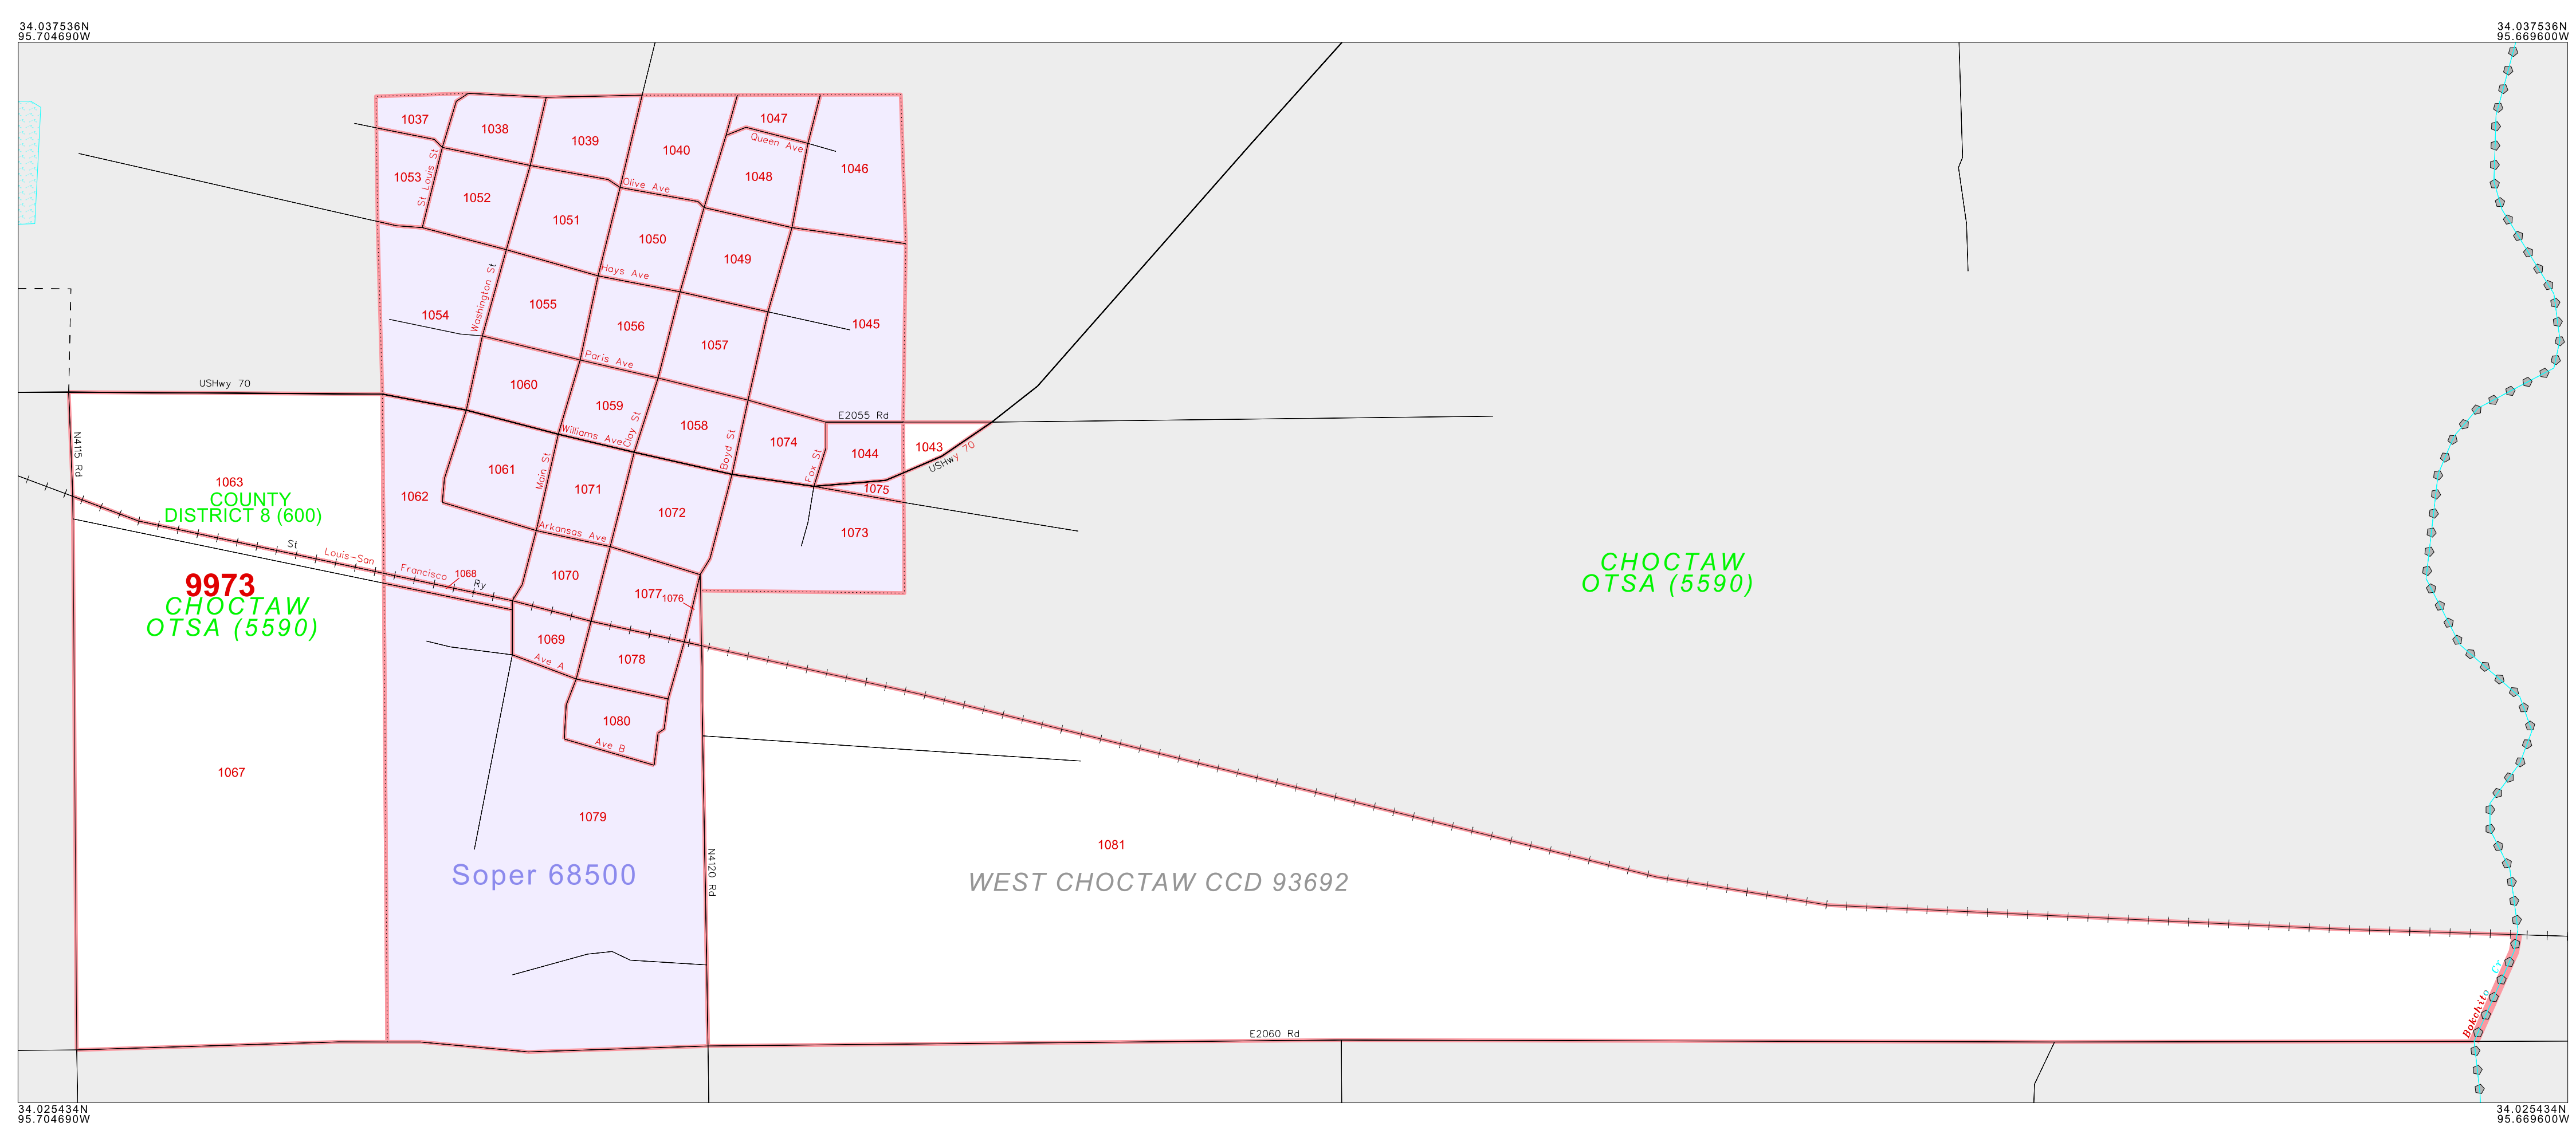 34.037536N
95.704690W
34.037536N
95.669600W
1037
1038
1039
1040
1047
Queen Ave
1046
1048
1053
St Louis St
1052
Olive Ave
1051
1050
1049
Hays Ave
Washington St
1054
1055
1056
1045
1057
Paris Ave
USHwy 70
1060
1059
E2055 Rd
Clay St
1058
Williams Ave
1074
1044
1043
USHwy 70
Boyd St
Fox St
N4115 Rd
1063
COUNTY
DISTRICT 8 (600)
1062
1061
Main St
1071
1075
1072
1073
Arkansas Ave
St Louis-San Francisco Ry
1068
9973
CHOCTAW
OTSA (5590)
1070
1077
1076
CHOCTAW
OTSA (5590)
1069
Ave A
1078
1080
Ave B
1067
1079
1081
Soper 68500
N4120 Rd
WEST CHOCTAW CCD 93692
Bokchito Cr
E2060 Rd
34.025434N
95.704690W
34.025434N
95.669600W